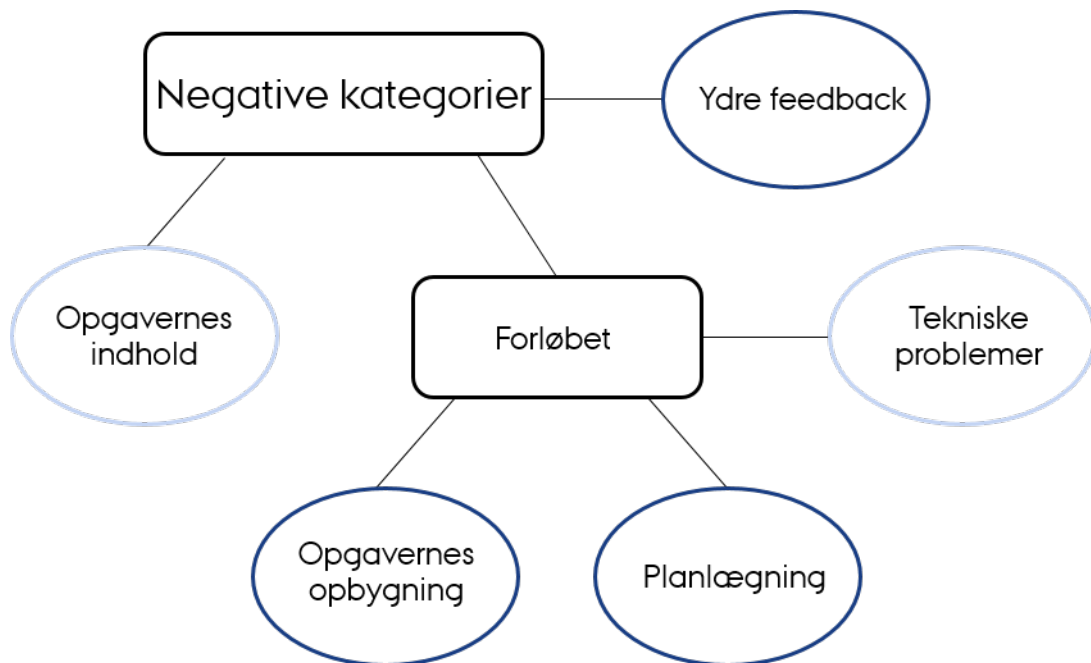 Negative kategorier
Ydre feedback
Opgavernes
indhold
Forløbet
Tekniske
problemer
Opgavernes
opbygning
Planlægning